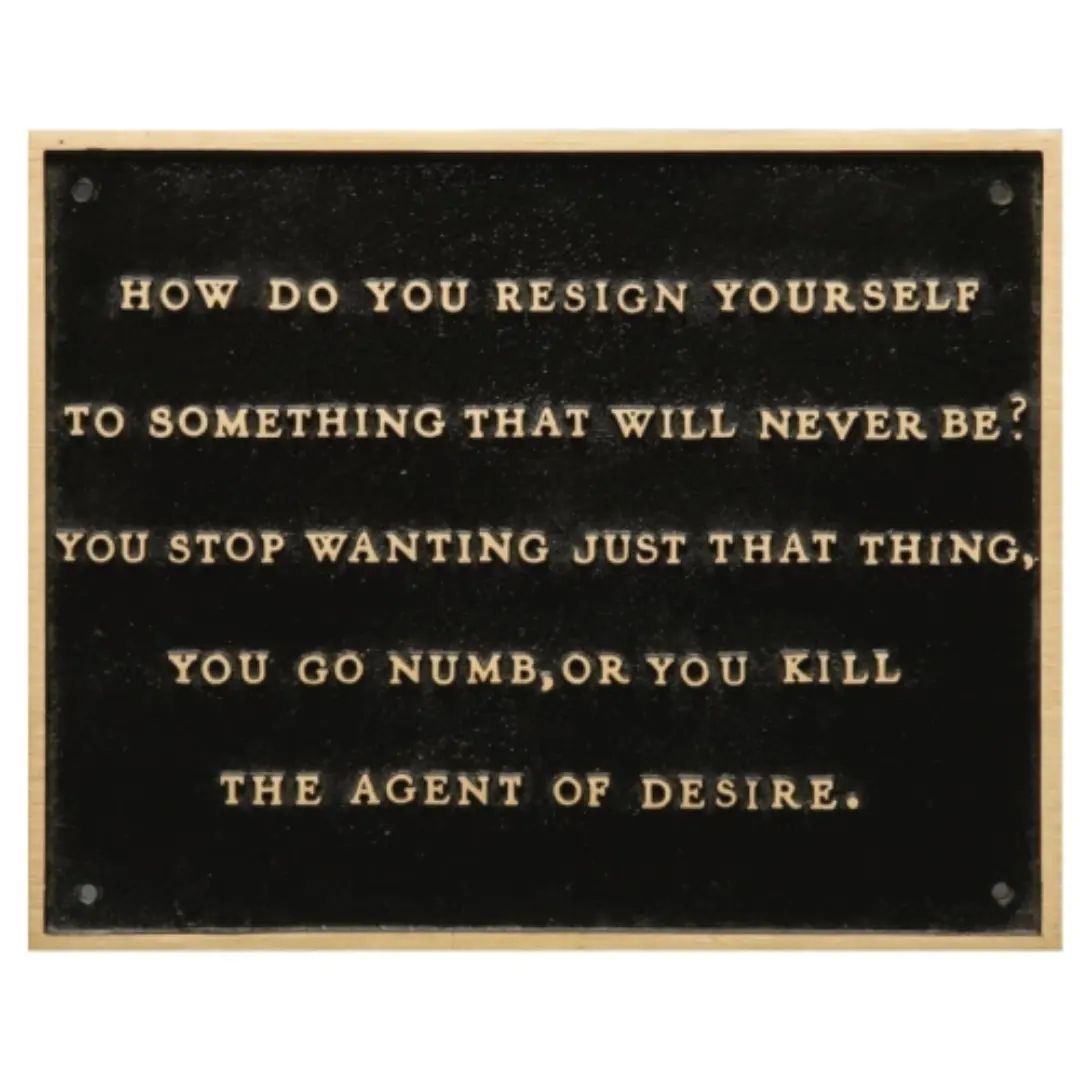 HOW DO YOU RESIGN YOURSELF
TO SOMETHING THAT WILL NEVER BE?
YOU STOP WANTING JUST THAT THING,
YOU GO NUMB, OR YOU KILL
THE AGENT OF DESIRE.